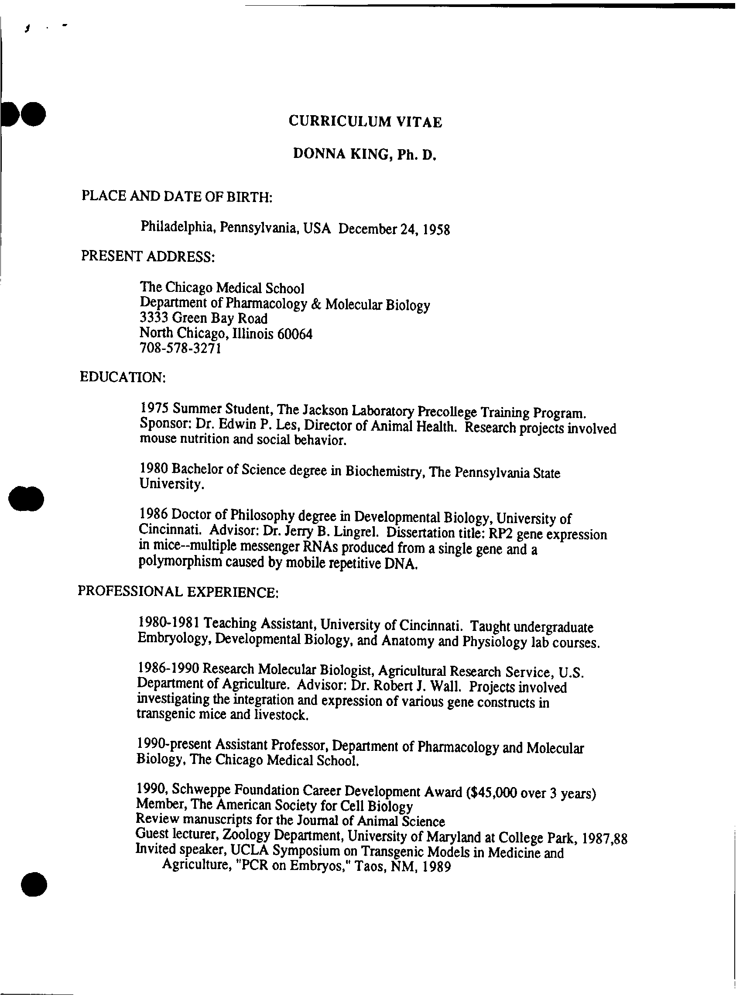 CURRICULUM VITAE
DONNA KING, Ph. D.
PLACE AND DATE OF BIRTH:
Philadelphia, Pennsylvania, USA December 24, 1958
PRESENT ADDRESS:
The Chicago Medical School
Department of Pharmacology & Molecular Biology
3333 Green Bay Road
North Chicago, Illinois 60064
708-578-3271
EDUCATION:
1975 Summer Student, The Jackson Laboratory Precollege Training Program.
Sponsor: Dr. Edwin P. Les, Director of Animal Health. Research projects involved
mouse nutrition and social behavior.
1980 Bachelor of Science degree in Biochemistry, The Pennsylvania State
University.
1986 Doctor of Philosophy degree in Developmental Biology, University of
Cincinnati. Advisor: Dr. Jerry B. Lingrel. Dissertation title: RP2 gene expression
in mice--multiple messenger RNAs produced from a single gene and a
polymorphism caused by mobile repetitive DNA.
PROFESSIONAL EXPERIENCE:
1980-1981 Teaching Assistant, University of Cincinnati. Taught undergraduate
Embryology, Developmental Biology, and Anatomy and Physiology lab courses.
1986-1990 Research Molecular Biologist, Agricultural Research Service, U.S.
Department of Agriculture. Advisor: Dr. Robert J. Wall. Projects involved
investigating the integration and expression of various gene constructs in
transgenic mice and livestock.
1990-present Assistant Professor, Department of Pharmacology and Molecular
Biology, The Chicago Medical School.
1990, Schweppe Foundation Career Development Award ($45,000 over 3 years)
Member, The American Society for Cell Biology
Review manuscripts for the Journal of Animal Science
Guest lecturer, Zoology Department, University of Maryland at College Park, 1987,88
Invited speaker, UCLA Symposium on Transgenic Models in Medicine and
Agriculture, "PCR on Embryos," Taos, NM, 1989